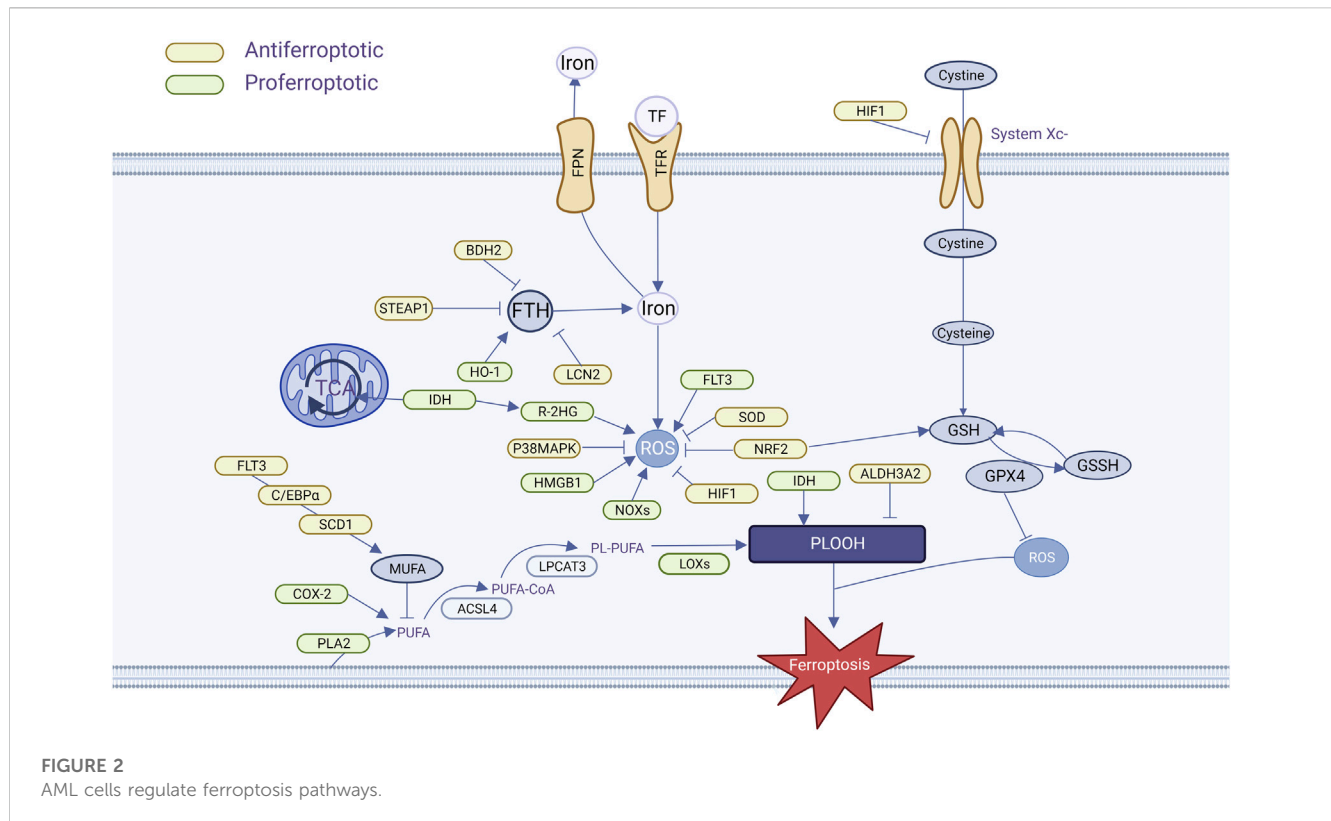 Antiferroptotic
Proferroptotic
Iron
TF
FPN
TFR
Cystine
HIF1
System Xc-
Cystine
BDH2
STEAP1
FTH
Iron
HO-1
LCN2
Cysteine
TCA
IDH
R-2HG
FLT3
SOD
P38MAPK
ROS
NRF2
GSH
GSSH
GPX4
HMGB1
NOXs
HIF1
IDH
ALDH3A2
FLT3
C/EBPα
SCD1
MUFA
PL-PUFA
LPCAT3
LOXs
PLOOH
ROS
COX-2
PUFA-CoA
ACSL4
PUFA
PLA2
Ferroptosis
FIGURE 2
AML cells regulate ferroptosis pathways.